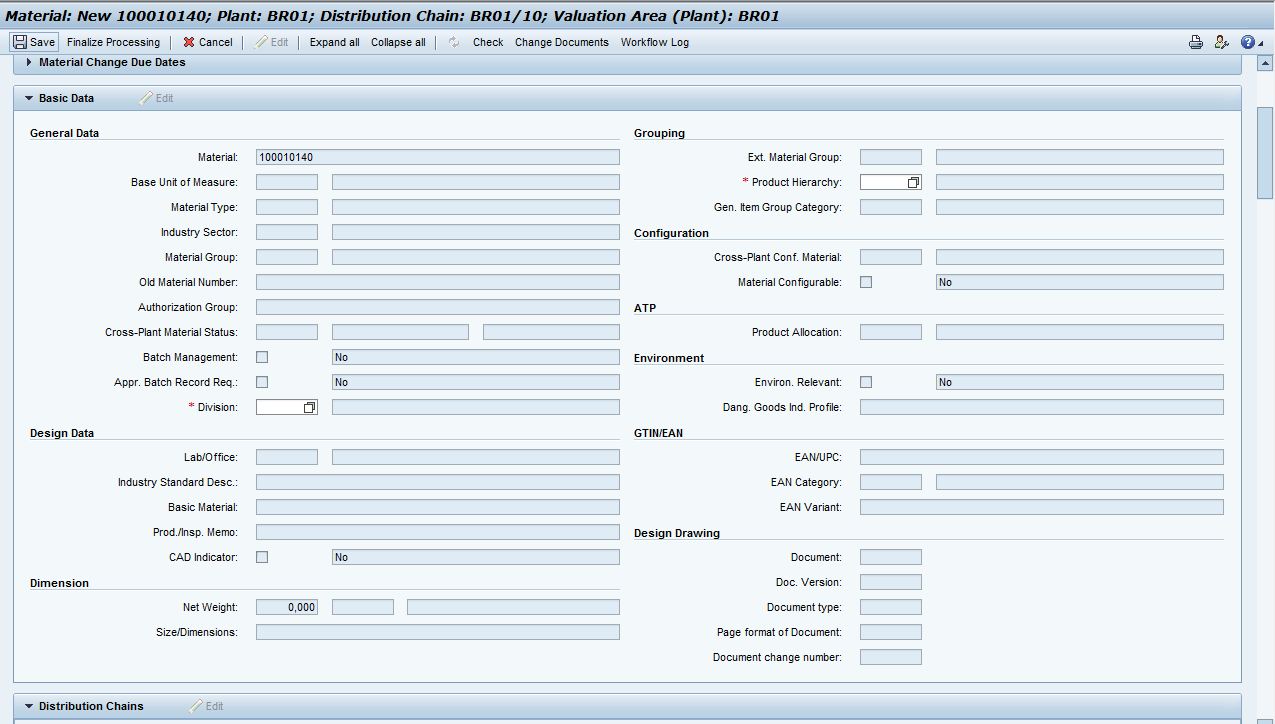 Material: New 100010140; Plant: BR01; Distribution Chain: BR01/10; Valuation Area (Plant): BR01
Save Finalize Processing Cancel Edit Expand all Collapse all Check Change Documents Workflow Log
Material Change Due Dates
Basic Data Edit
General Data
Material: 100010140
Base Unit of Measure:
Material Type:
Industry Sector:
Material Group:
Old Material Number:
Authorization Group:
Cross-Plant Material Status:
Batch Management: No
Appr. Batch Record Req.: No
* Division:
Design Data
Lab/Office:
Industry Standard Desc.:
Basic Material:
Prod./Insp. Memo:
CAD Indicator: No
Dimension
Net Weight: 0,000
Size/Dimensions:
Grouping
Ext. Material Group:
* Product Hierarchy:
Gen. Item Group Category:
Configuration
Cross-Plant Conf. Material:
Material Configurable: No
ATP
Product Allocation:
Environment
Environ. Relevant: No
Dang. Goods Ind. Profile:
GTIN/EAN
EAN/UPC:
EAN Category:
EAN Variant:
Design Drawing
Document:
Doc. Version:
Document type:
Page format of Document:
Document change number:
Distribution Chains Edit